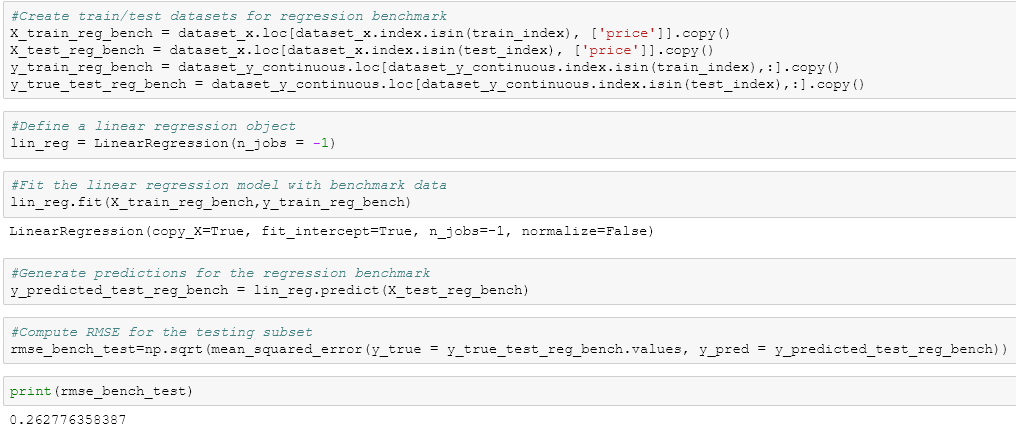 #Create train/test datasets for regression benchmark
X_train_reg_bench = dataset_x.loc[dataset_x.index.isin(train_index), ['price']].copy()
X_test_reg_bench = dataset_x.loc[dataset_x.index.isin(test_index), ['price']].copy()
y_train_reg_bench = dataset_y_continuous.loc[dataset_y_continuous.index.isin(train_index),:].copy()
y_true_test_reg_bench = dataset_y_continuous.loc[dataset_y_continuous.index.isin(test_index),:].copy()
#Define a linear regression object
lin_reg = LinearRegression(n_jobs = -1)
#Fit the linear regression model with benchmark data
lin_reg.fit(X_train_reg_bench,y_train_reg_bench)
LinearRegression(copy_X=True, fit_intercept=True, n_jobs=-1, normalize=False)
#Generate predictions for the regression benchmark
y_predicted_test_reg_bench = lin_reg.predict(X_test_reg_bench)
#Compute RMSE for the testing subset
rmse_bench_test=np.sqrt(mean_squared_error(y_true = y_true_test_reg_bench.values, y_pred = y_predicted_test_reg_bench))
print(rmse_bench_test)
0.262776358387